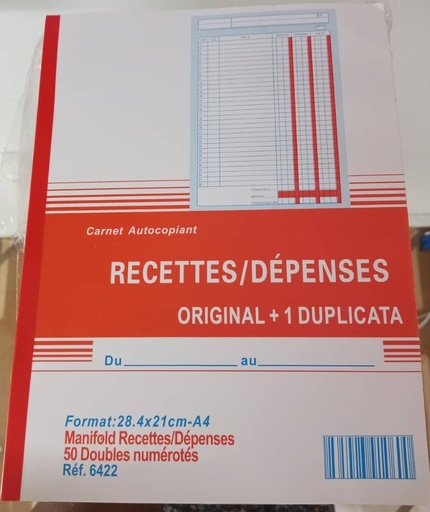 Carnet Autocopiant
RECETTES/DÉPENSES
ORIGINAL + 1 DUPLICATA
Du au
Format:28.4x21cm-A4
Manifold Recettes/Dépenses
50 Doubles numérotés
Réf. 6422